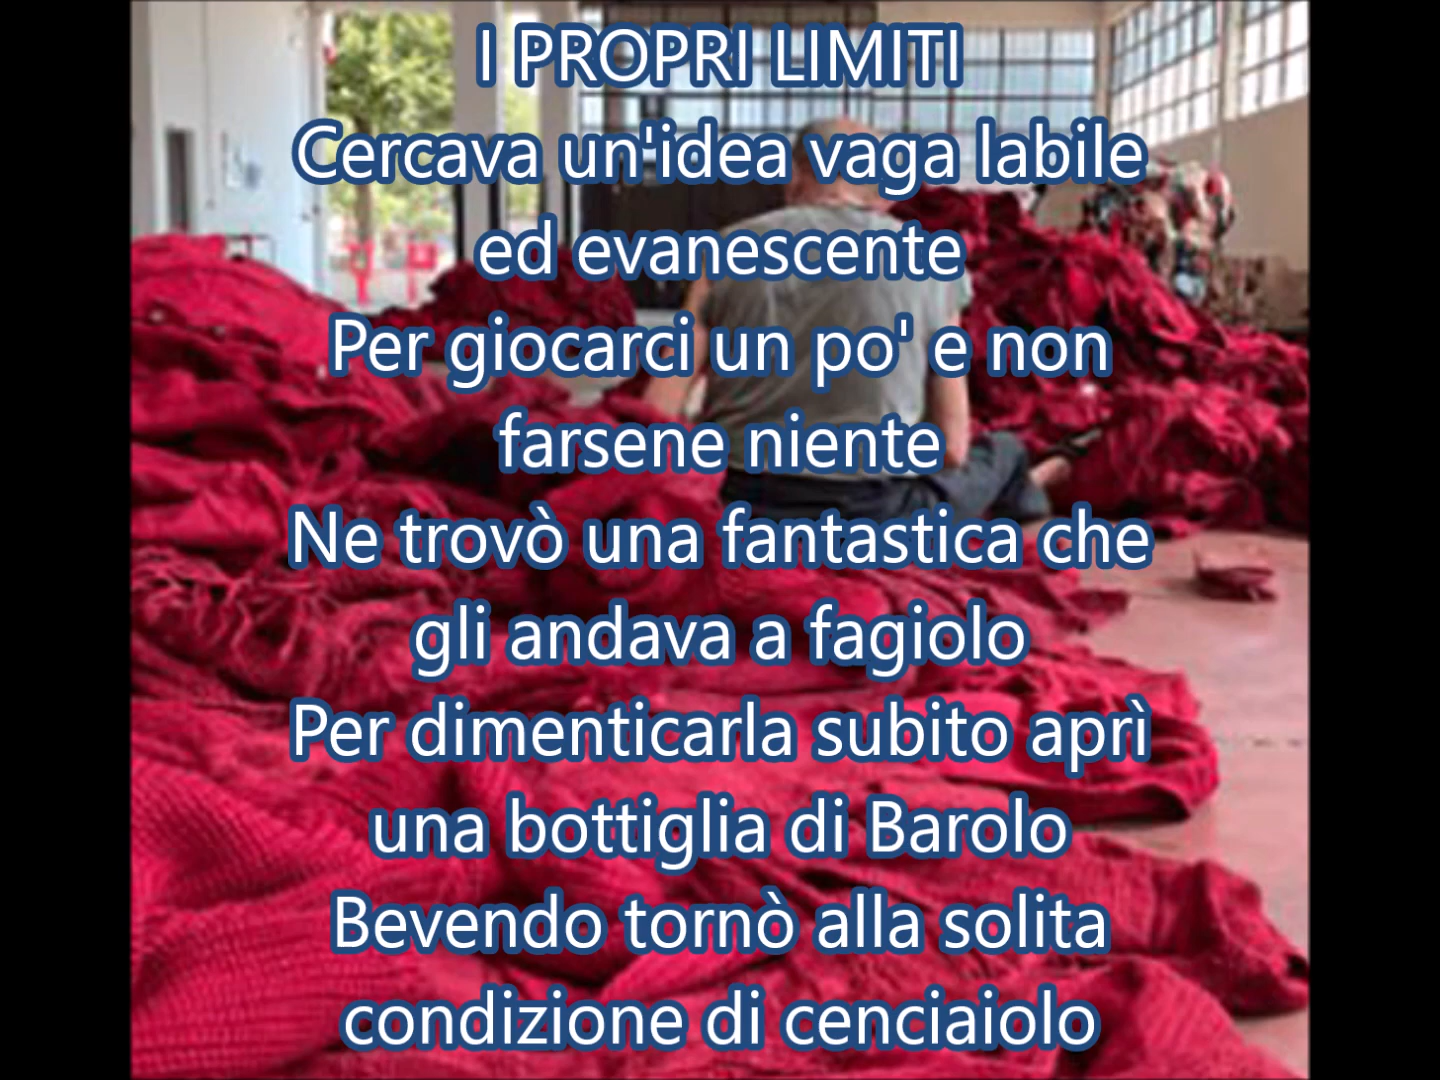 I PROPRI LIMITI
Cercava un'idea vaga labile
ed evanescente
Per giocarci un po' e non
farsene niente
Ne trovò una fantastica che
gli andava a fagiolo
Per dimenticarla subito aprì
una bottiglia di Barolo
Bevendo tornò alla solita
condizione di cenciaiolo